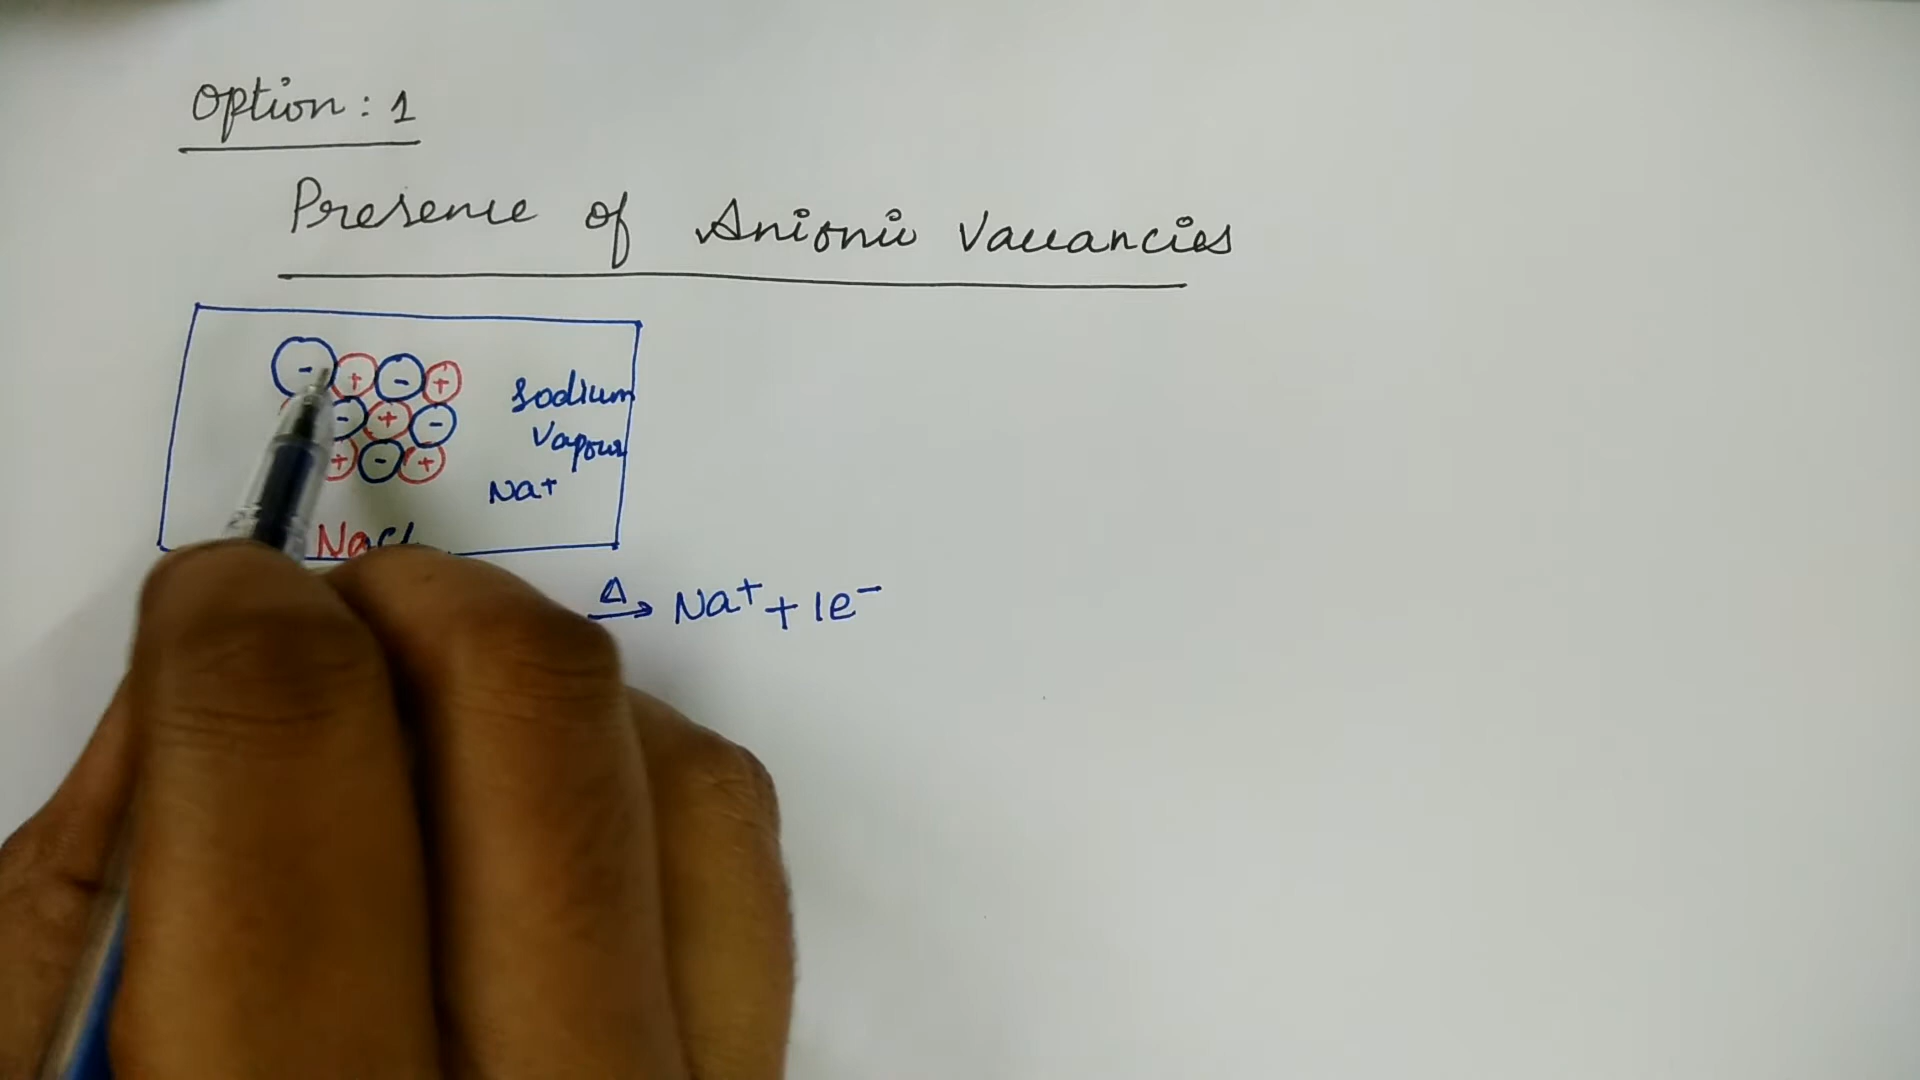 Option: 1
Presence of Anionic Vacancies
- + - +
- + -
+ - +
Sodium
Vapour
Na+
NaCl
Δ
→ Na⁺ + 1e⁻